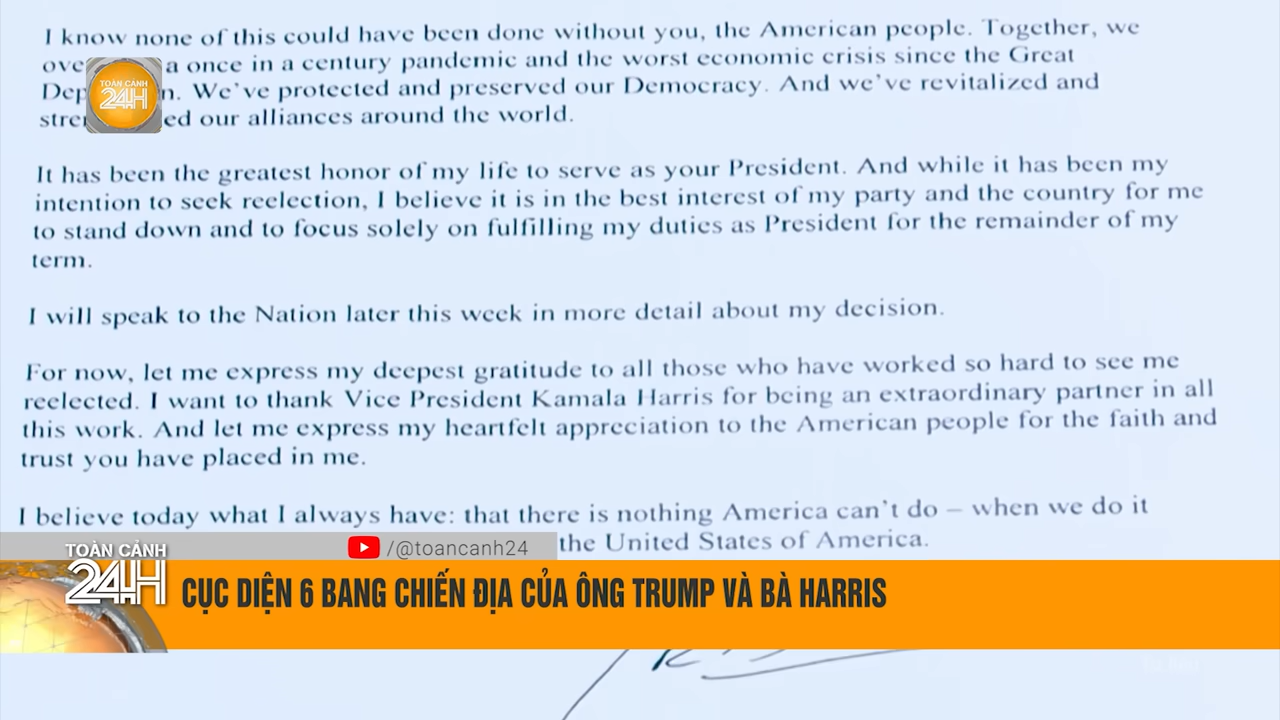 I know none of this could have been done without you, the American people. Together, we
ove a once in a century pandemic and the worst economic crisis since the Great
Dep n. We've protected and preserved our Democracy. And we've revitalized and
stre ed our alliances around the world.
TOÀN CẢNH
24H
It has been the greatest honor of my life to serve as your President. And while it has been my
intention to seek reelection, I believe it is in the best interest of my party and the country for me
to stand down and to focus solely on fulfilling my duties as President for the remainder of my
term.
I will speak to the Nation later this week in more detail about my decision.
For now, let me express my deepest gratitude to all those who have worked so hard to see me
reelected. I want to thank Vice President Kamala Harris for being an extraordinary partner in all
this work. And let me express my heartfelt appreciation to the American people for the faith and
trust you have placed in me.
I believe today what I always have: that there is nothing America can't do – when we do it
the United States of America.
/@toancanh24
TOÀN CẢNH
24H
CỤC DIỆN 6 BANG CHIẾN ĐỊA CỦA ÔNG TRUMP VÀ BÀ HARRIS